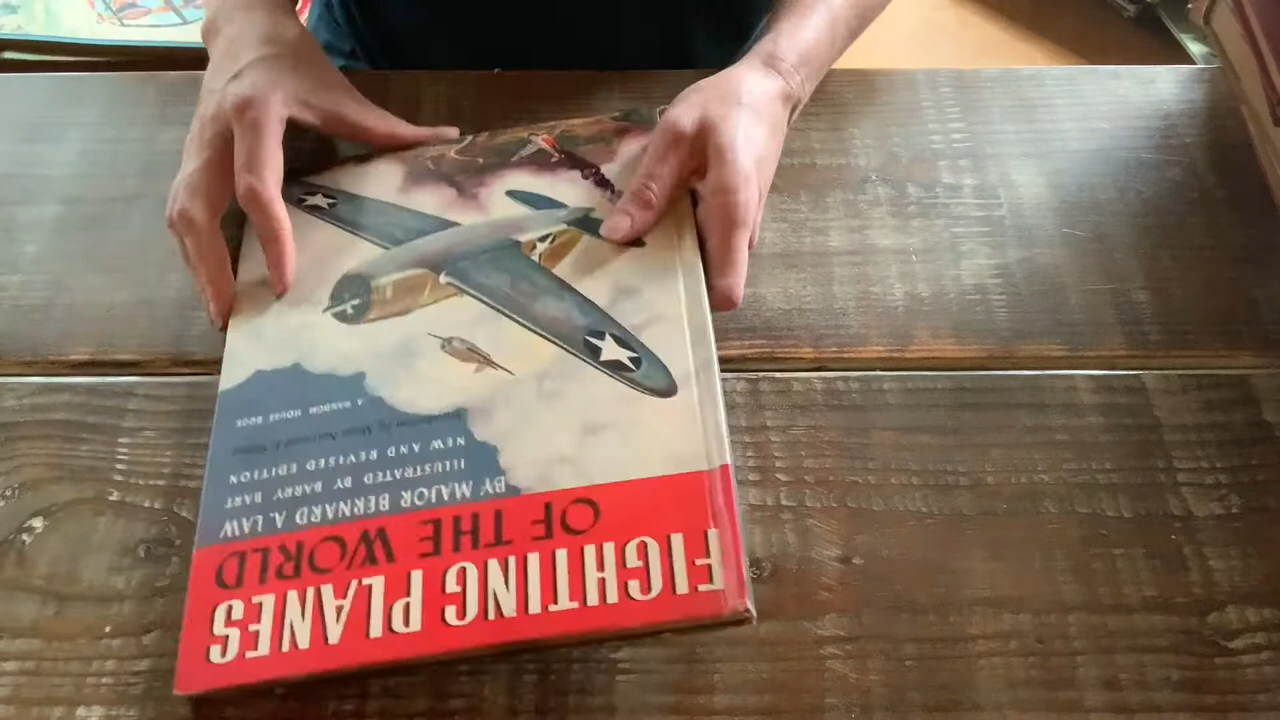 FIGHTING PLANES
OF THE WORLD
BY MAJOR BERNARD A. LAW
ILLUSTRATED BY BARRY BART
NEW AND REVISED EDITION
A RANDOM HOUSE BOOK